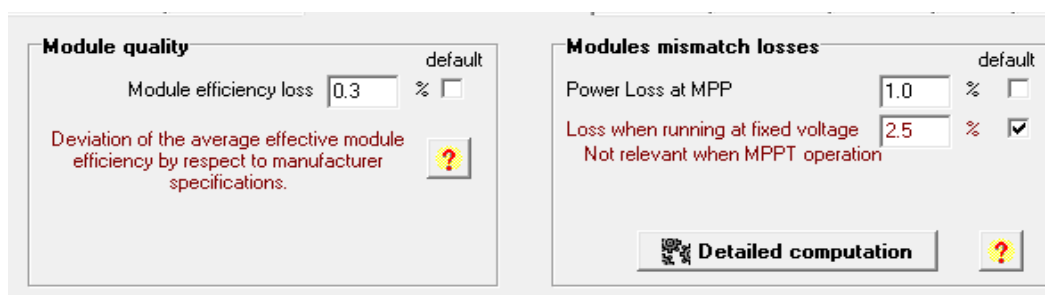 Module quality
default
Module efficiency loss 0.3 %
Deviation of the average effective module
efficiency by respect to manufacturer
specifications.
?
Modules mismatch losses
default
Power Loss at MPP 1.0 %
Loss when running at fixed voltage 2.5 %
Not relevant when MPPT operation
Detailed computation
?